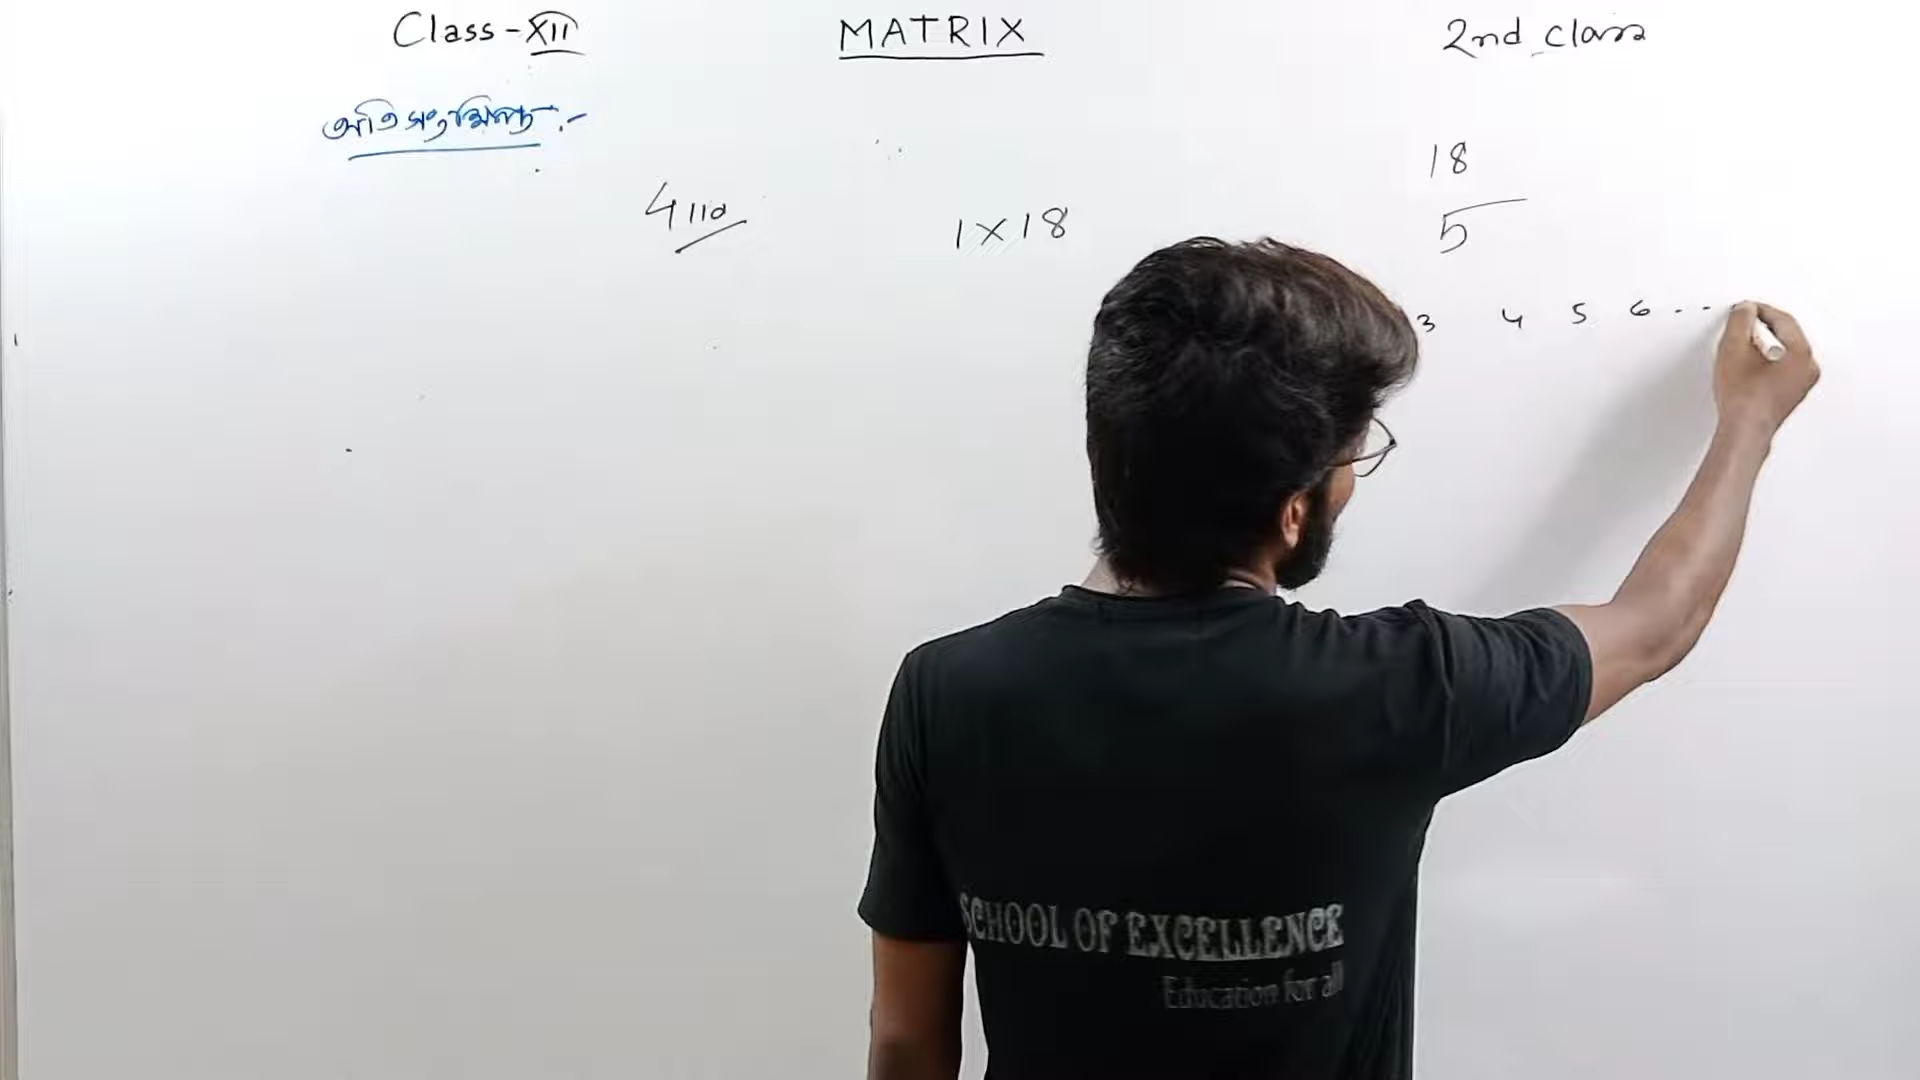 Class - XII
MATRIX
2nd class
অতি সংক্ষিপ্ত :-
18
5
1 X 18
3 4 5 6 . . .
SCHOOL OF EXCELLENCE
Education for all